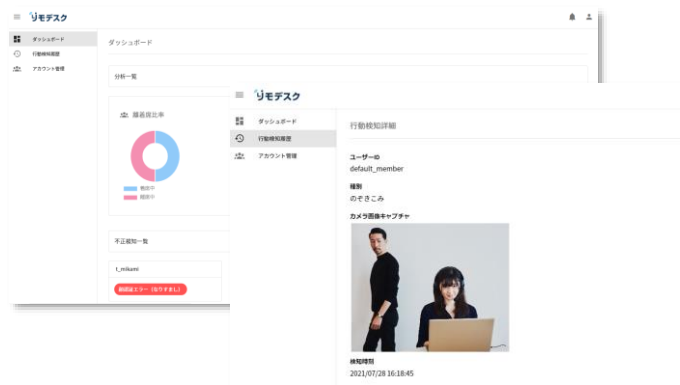 リモデスク
ダッシュボード
行動検知履歴
アカウント管理
ダッシュボード
分析一覧
離着席比率
着席中
離席中
不正検知一覧
t_mikami
顔認証エラー（なりすまし）
リモデスク
ダッシュボード
行動検知履歴
アカウント管理
行動検知詳細
ユーザーID
default_member
種別
のぞきこみ
カメラ画像キャプチャ
検知時刻
2021/07/28 16:18:45